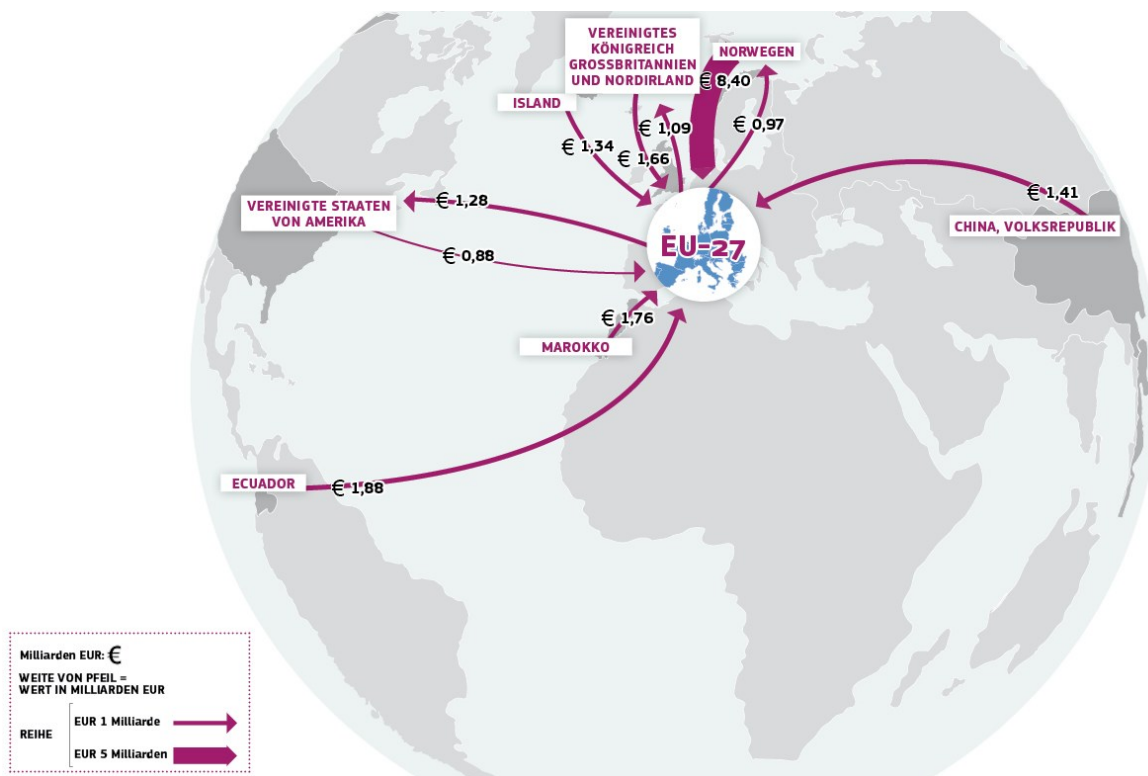 VEREINIGTES
KÖNIGREICH
GROSSBRITANNIEN
UND NORDIRLAND
NORWEGEN
€ 8,40
ISLAND
€ 1,09
€ 0,97
€ 1,34
€ 1,66
VEREINIGTE STAATEN
VON AMERIKA
€ 1,28
€ 1,41
CHINA, VOLKSREPUBLIK
EU-27
€ 0,88
€ 1,76
MAROKKO
ECUADOR
€ 1,88
Milliarden EUR: €
WEITE VON PFEIL =
WERT IN MILLIARDEN EUR
REIHE
EUR 1 Milliarde
EUR 5 Milliarden